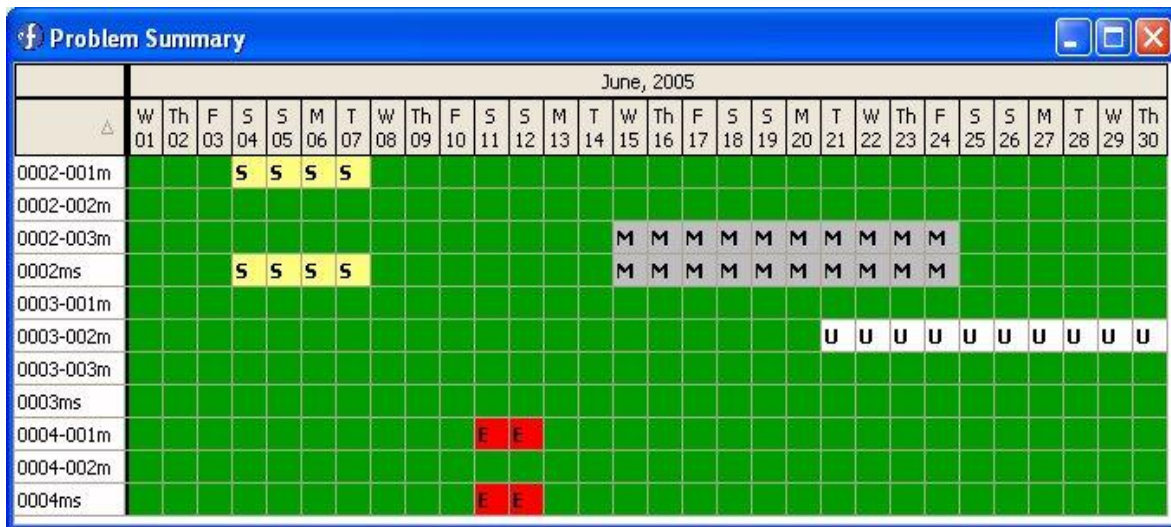 Problem Summary
June, 2005
W Th F S S M T W Th F S S M T W Th F S S M T W Th F S S M T W Th
01 02 03 04 05 06 07 08 09 10 11 12 13 14 15 16 17 18 19 20 21 22 23 24 25 26 27 28 29 30
0002-001m S S S S
0002-002m
0002-003m M M M M M M M M M M
0002ms S S S S M M M M M M M M M M
0003-001m
0003-002m U U U U U U U U U U
0003-003m
0003ms
0004-001m E E
0004-002m
0004ms E E